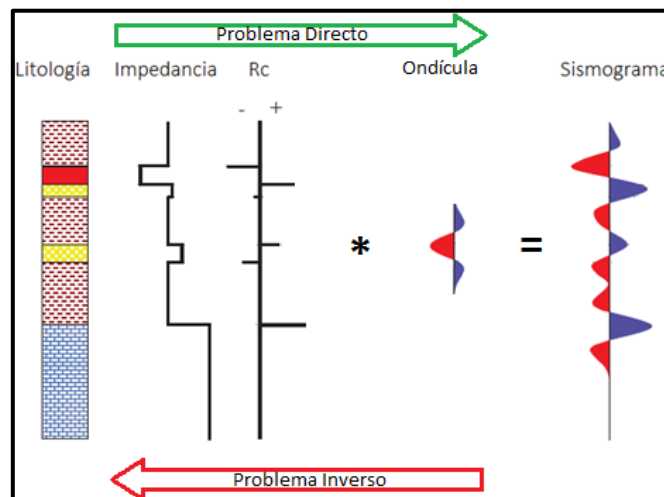 Problema Directo
Litología Impedancia Rc Ondícula Sismograma
- +
* =
Problema Inverso